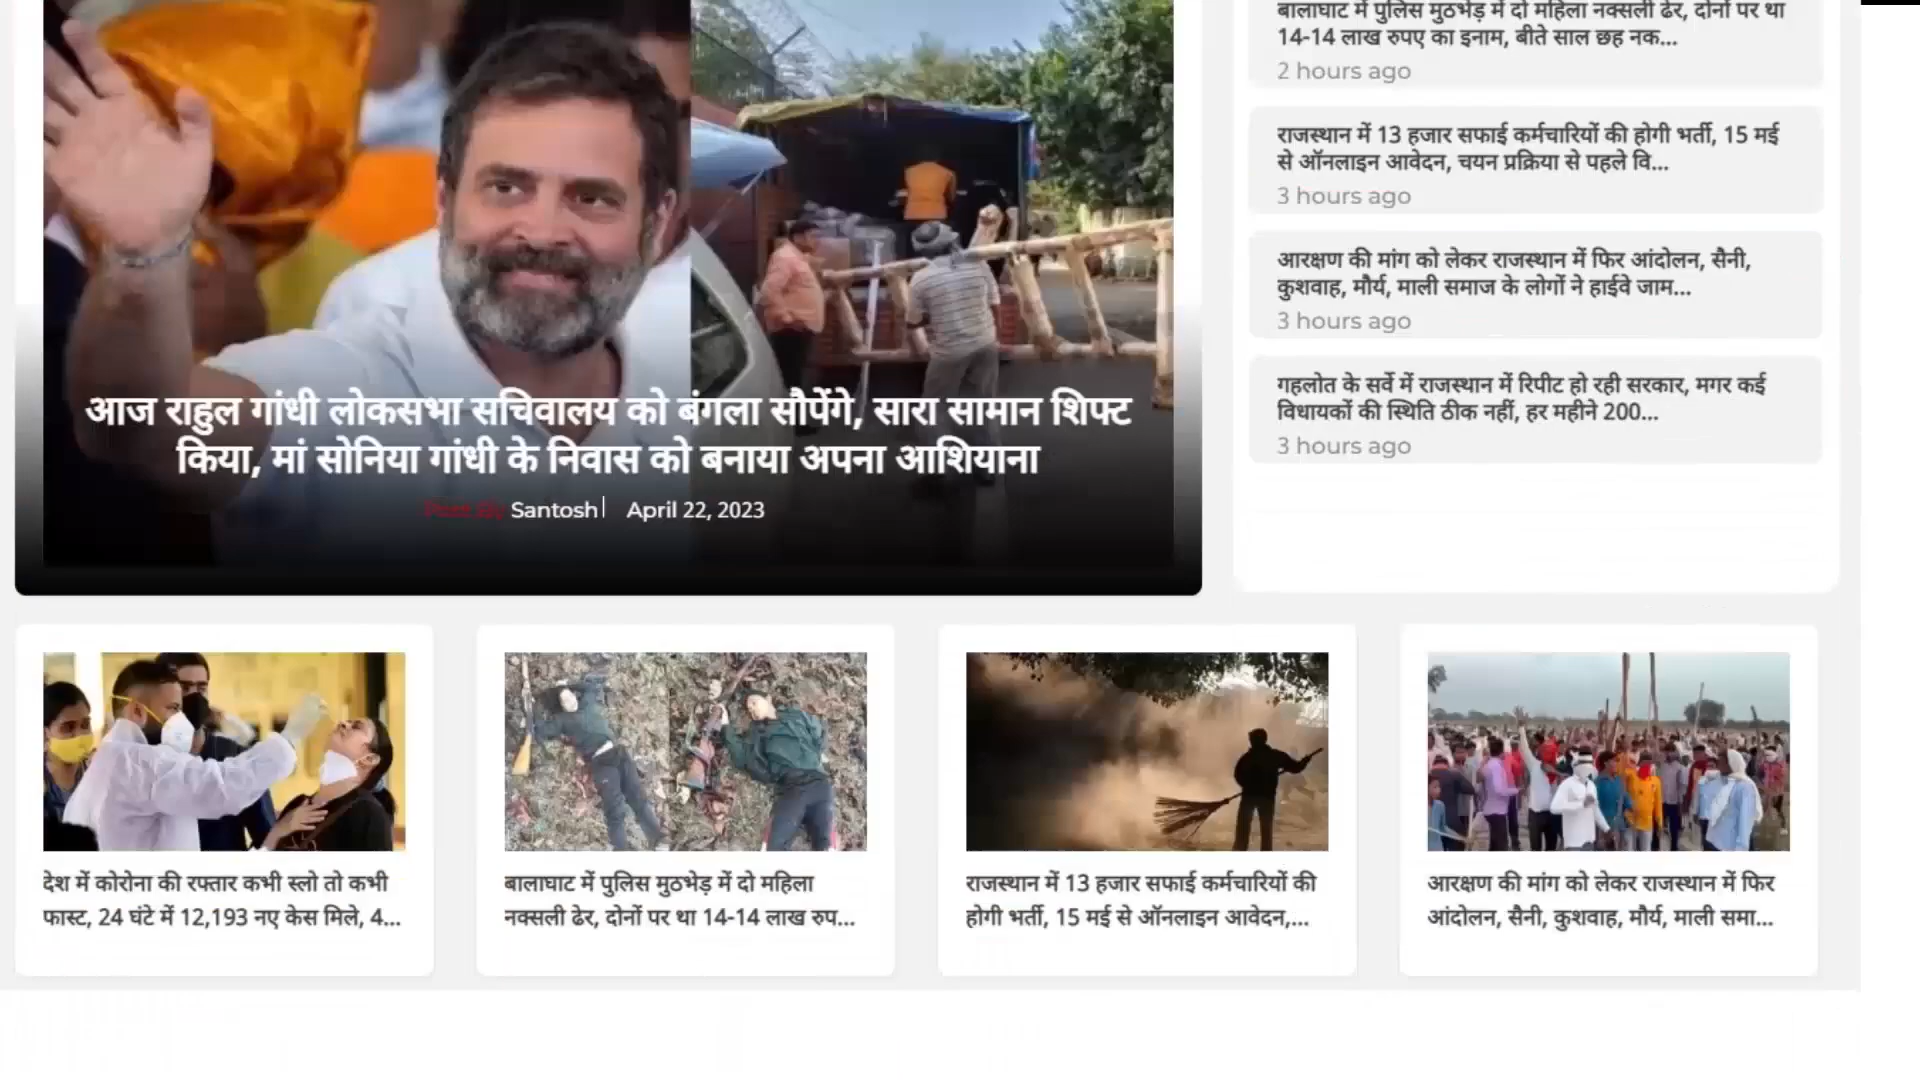 बालाघाट में पुलिस मुठभेड़ में दो महिला नक्सली ढेर, दोनों पर था
14-14 लाख रुपए का इनाम, बीते साल छह नक...
2 hours ago
राजस्थान में 13 हजार सफाई कर्मचारियों की होगी भर्ती, 15 मई
से ऑनलाइन आवेदन, चयन प्रक्रिया से पहले वि...
3 hours ago
आरक्षण की मांग को लेकर राजस्थान में फिर आंदोलन, सैनी,
कुशवाह, मौर्य, माली समाज के लोगों ने हाईवे जाम...
3 hours ago
गहलोत के सर्वे में राजस्थान में रिपीट हो रही सरकार, मगर कई
विधायकों की स्थिति ठीक नहीं, हर महीने 200...
3 hours ago
आज राहुल गांधी लोकसभा सचिवालय को बंगला सौपेंगे, सारा सामान शिफ्ट
किया, मां सोनिया गांधी के निवास को बनाया अपना आशियाना
Post By Santosh | April 22, 2023
देश में कोरोना की रफ्तार कभी स्लो तो कभी
फास्ट, 24 घंटे में 12,193 नए केस मिले, 4...
बालाघाट में पुलिस मुठभेड़ में दो महिला
नक्सली ढेर, दोनों पर था 14-14 लाख रुप...
राजस्थान में 13 हजार सफाई कर्मचारियों की
होगी भर्ती, 15 मई से ऑनलाइन आवेदन,...
आरक्षण की मांग को लेकर राजस्थान में फिर
आंदोलन, सैनी, कुशवाह, मौर्य, माली समा...